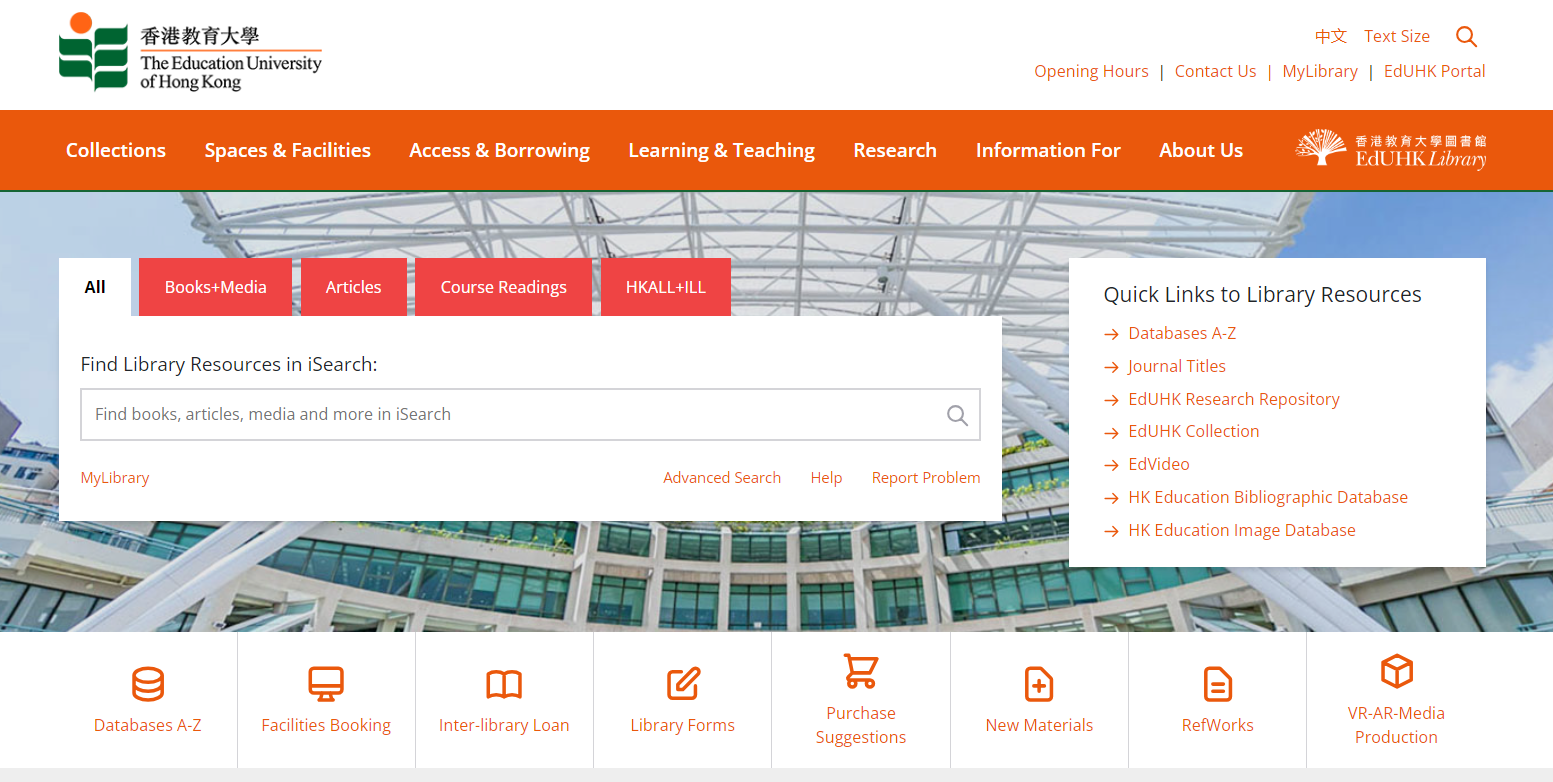 香港教育大學
The Education University
of Hong Kong
中文 Text Size
Opening Hours | Contact Us | MyLibrary | EdUHK Portal
Collections Spaces & Facilities Access & Borrowing Learning & Teaching Research Information For About Us
香港教育大學圖書館
EdUHK Library
All Books+Media Articles Course Readings HKALL+ILL
Find Library Resources in iSearch:
Find books, articles, media and more in iSearch
MyLibrary Advanced Search Help Report Problem
Quick Links to Library Resources
Databases A-Z
Journal Titles
EdUHK Research Repository
EdUHK Collection
EdVideo
HK Education Bibliographic Database
HK Education Image Database
Databases A-Z
Facilities Booking
Inter-library Loan
Library Forms
Purchase
Suggestions
New Materials
RefWorks
VR-AR-Media
Production